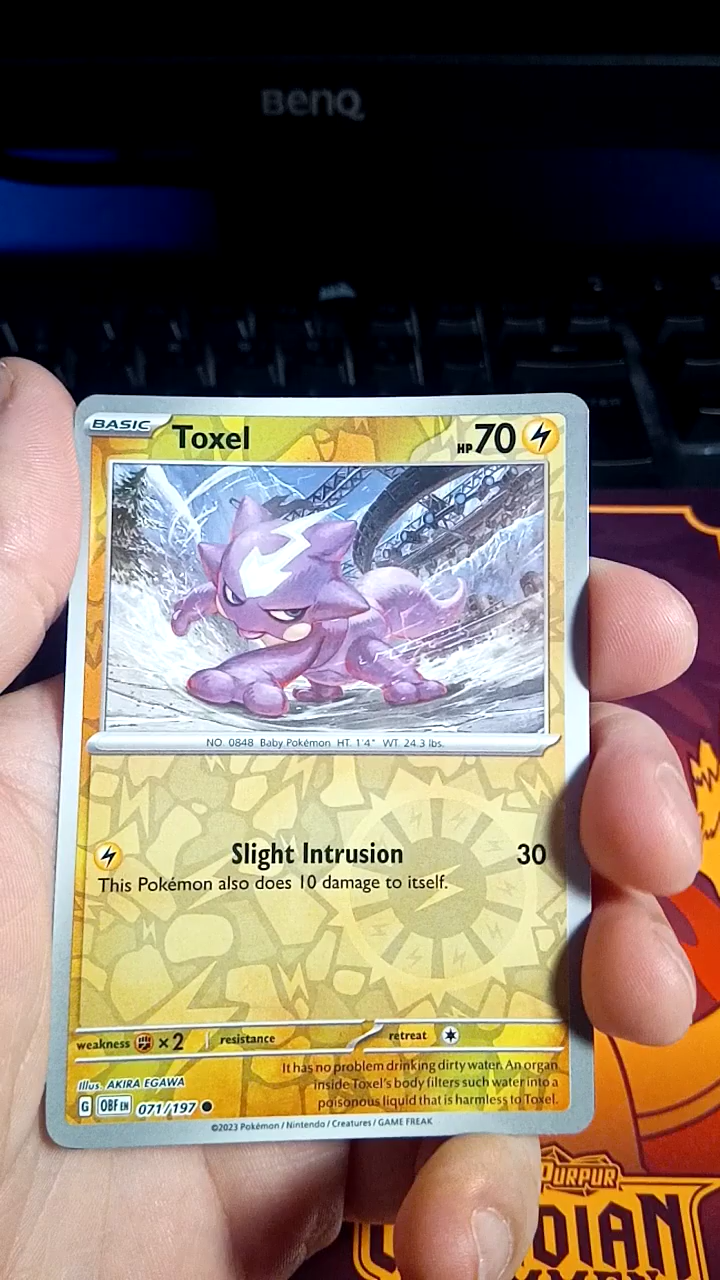 BenQ
BASIC Toxel HP 70
NO. 0848 Baby Pokémon HT. 1'4" WT. 24.3 lbs.
Slight Intrusion 30
This Pokémon also does 10 damage to itself.
weakness ×2 resistance retreat
It has no problem drinking dirty water. An organ
inside Toxel's body filters such water into a
poisonous liquid that is harmless to Toxel.
Illus. AKIRA EGAWA
G OBF EN 071/197
©2023 Pokémon / Nintendo / Creatures / GAME FREAK
PURPUR